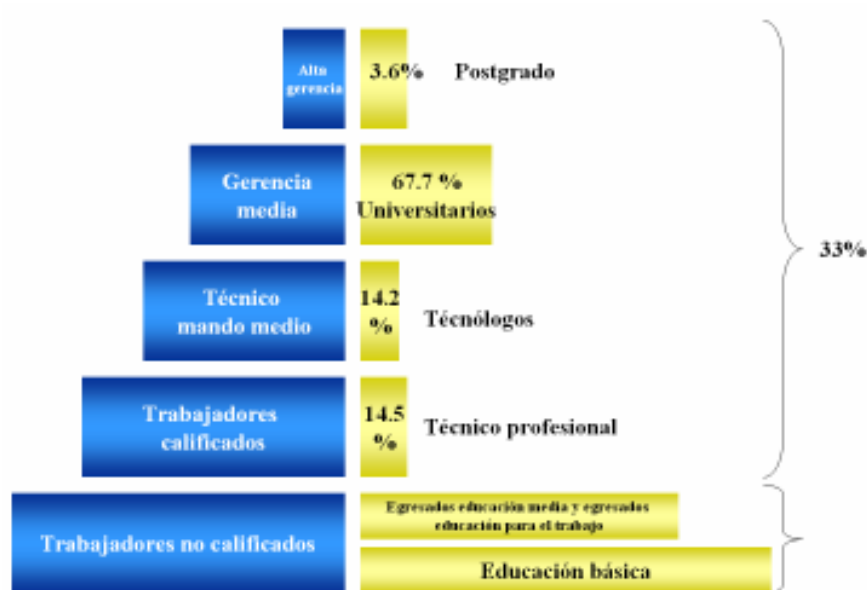 Alta
gerencia
3.6%
Postgrado
Gerencia
media
67.7 %
Universitarios
33%
Técnico
mando medio
14.2
%
Técnólogos
Trabajadores
calificados
14.5
%
Técnico profesional
Trabajadores no calificados
Egresados educación media y egresados
educación para el trabajo
Educación básica